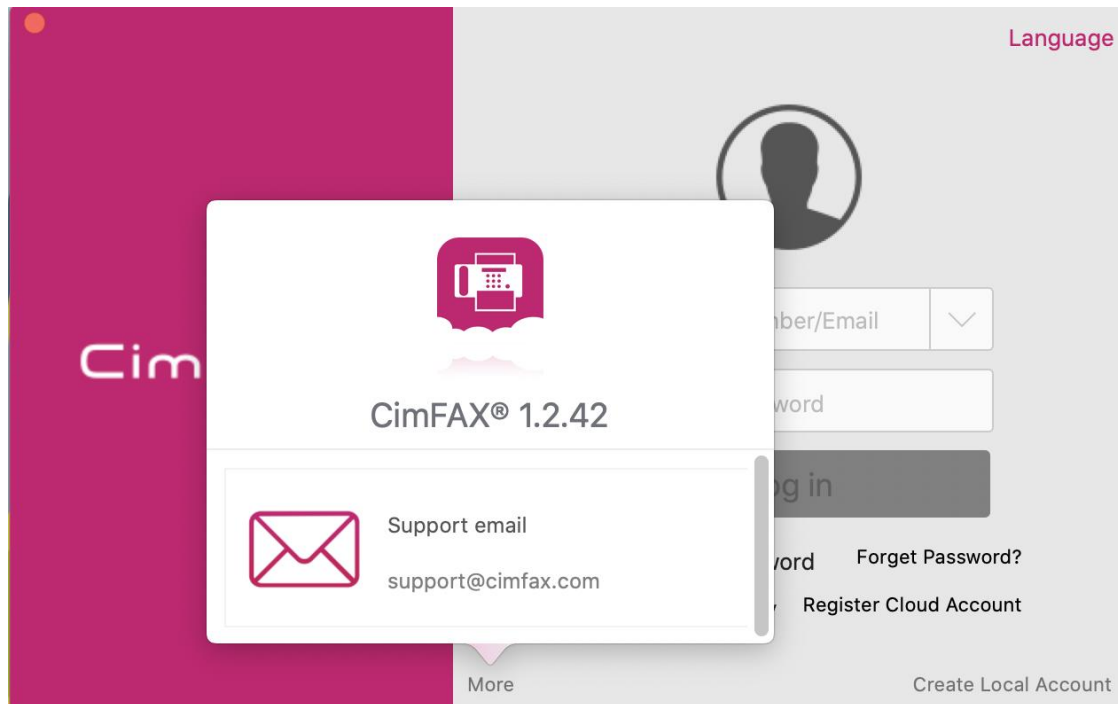 Language
Cim
CimFAX® 1.2.42
Support email
support@cimfax.com
Forget Password?
Register Cloud Account
More
Create Local Account